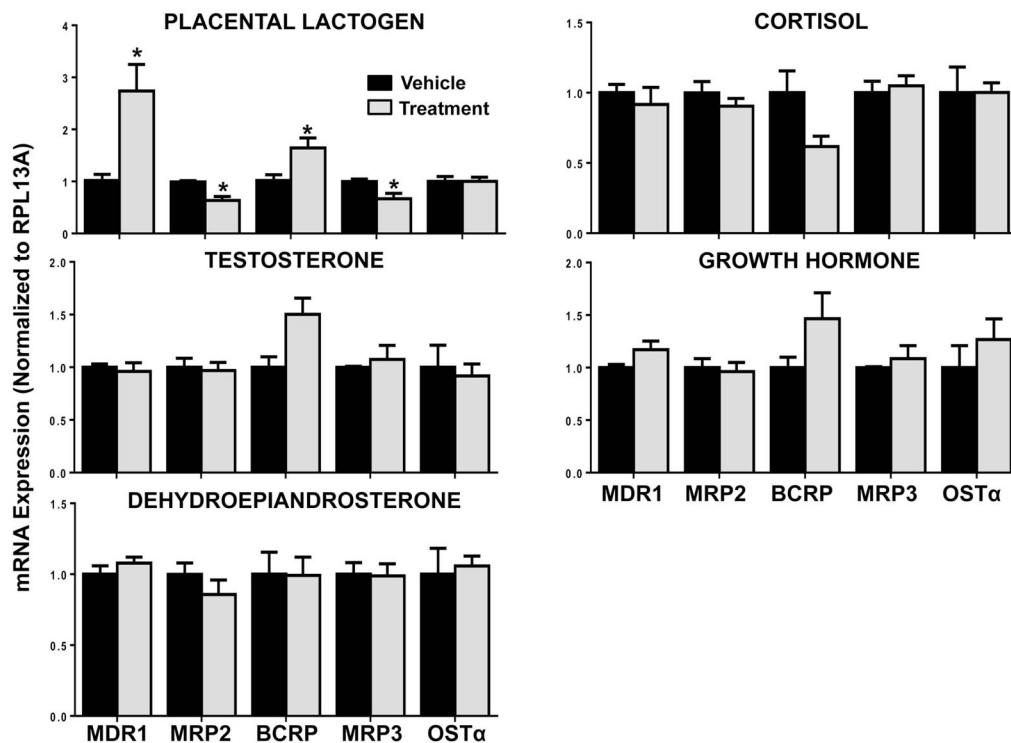 PLACENTAL LACTOGEN
4
3
2
1
0
*
*
*
*
Vehicle
Treatment
CORTISOL
1.5
1.0
0.5
0.0
mRNA Expression (Normalized to RPL13A)
TESTOSTERONE
2.0
1.5
1.0
0.5
0.0
GROWTH HORMONE
2.0
1.5
1.0
0.5
0.0
MDR1 MRP2 BCRP MRP3 OSTα
DEHYDROEPIANDROSTERONE
1.5
1.0
0.5
0.0
MDR1 MRP2 BCRP MRP3 OSTα